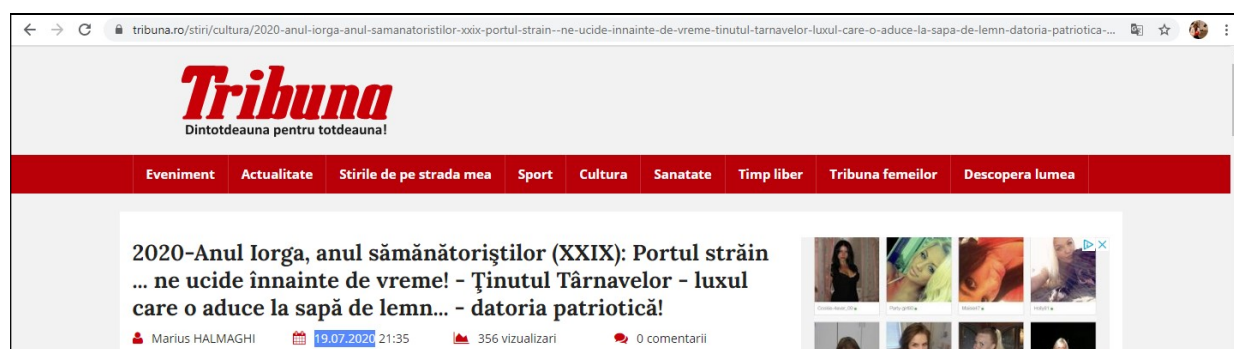 tribuna.ro/stiri/cultura/2020-anul-iorga-anul-samanatoristilor-xxix-portul-strain--ne-ucide-innainte-de-vreme-tinutul-tarnavelor-luxul-care-o-aduce-la-sapa-de-lemn-datoria-patriotica-...
Tribuna
Dintotdeauna pentru totdeauna!
Eveniment Actualitate Stirile de pe strada mea Sport Cultura Sanatate Timp liber Tribuna femeilor Descopera lumea
2020-Anul Iorga, anul sămănătoriştilor (XXIX): Portul străin
... ne ucide înnainte de vreme! - Ţinutul Târnavelor - luxul
care o aduce la sapă de lemn... - datoria patriotică!
Marius HALMAGHI 19.07.2020 21:35 356 vizualizari 0 comentarii